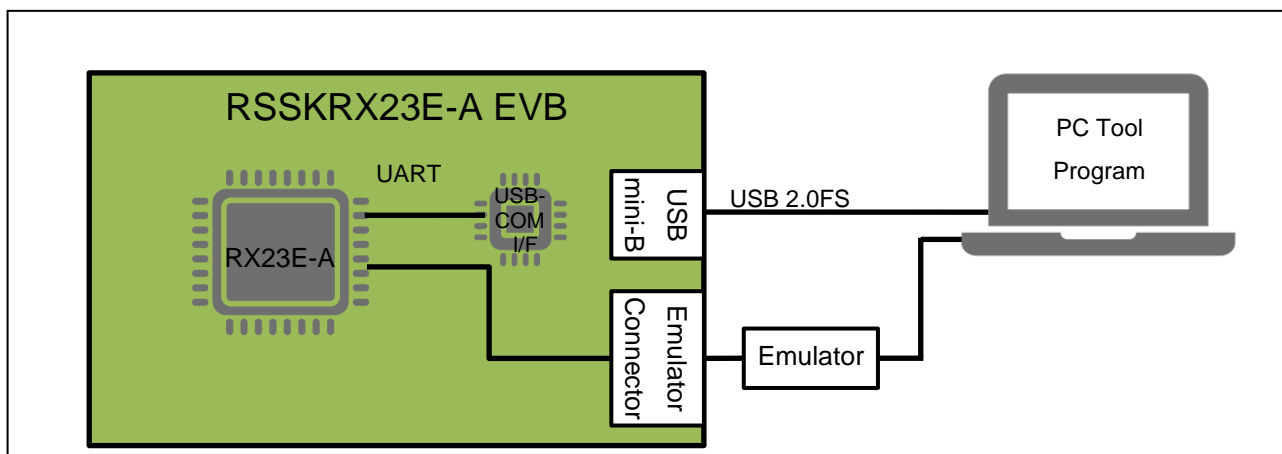 RSSKRX23E-A EVB
UART
USB-
COM
I/F
RX23E-A
USB
mini-B
USB 2.0FS
PC Tool
Program
Emulator
Connector
Emulator